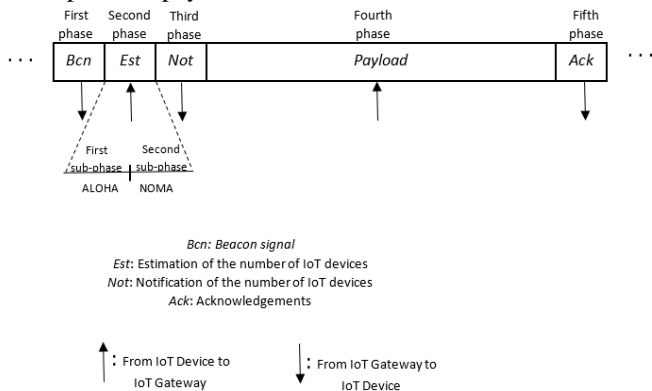 First Second Third Fourth Fifth
phase phase phase phase phase
. . . Bcn Est Not Payload Ack . . .
First Second
sub-phase sub-phase
ALOHA NOMA
Bcn: Beacon signal
Est: Estimation of the number of IoT devices
Not: Notification of the number of IoT devices
Ack: Acknowledgements
: From IoT Device to : From IoT Gateway to
IoT Gateway IoT Device